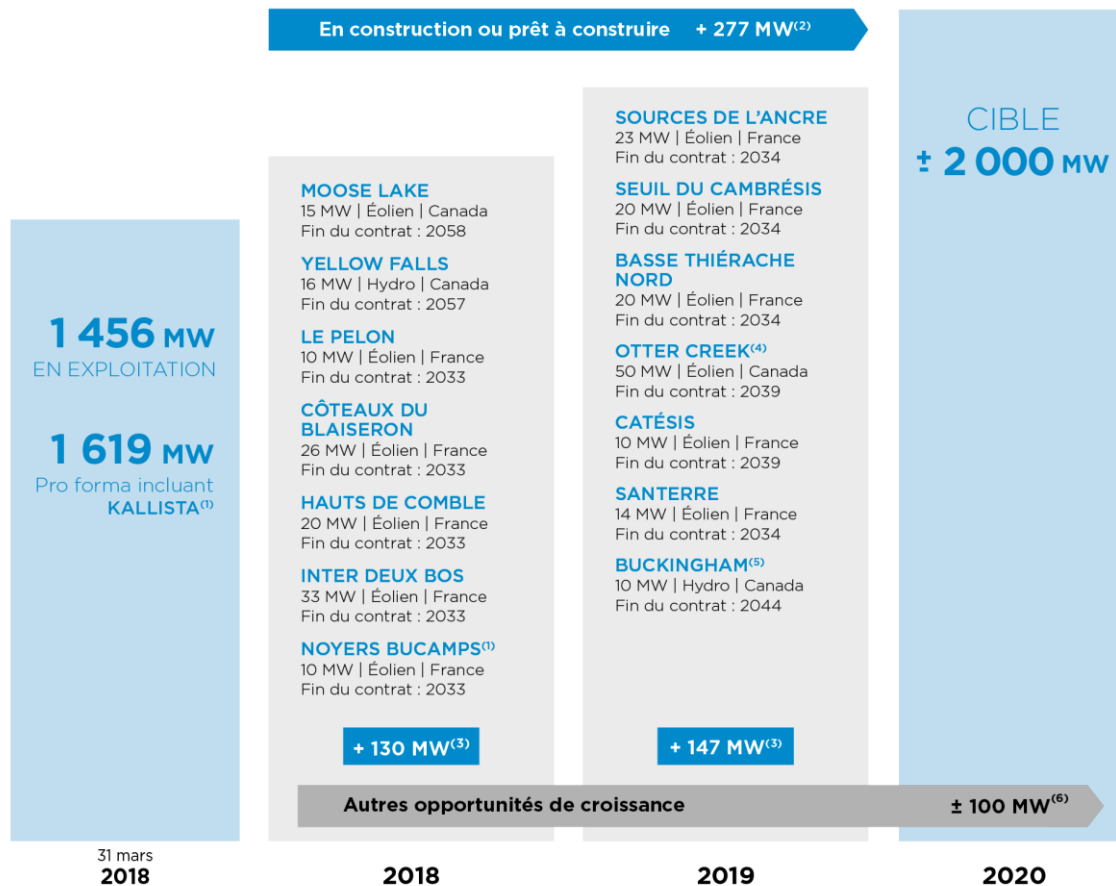 En construction ou prêt à construire + 277 MW(2)
1 456 MW
EN EXPLOITATION
1 619 MW
Pro forma incluant
KALLISTA(1)
31 mars
2018
MOOSE LAKE
15 MW | Éolien | Canada
Fin du contrat : 2058
YELLOW FALLS
16 MW | Hydro | Canada
Fin du contrat : 2057
LE PELON
10 MW | Éolien | France
Fin du contrat : 2033
CÔTEAUX DU
BLAISERON
26 MW | Éolien | France
Fin du contrat : 2033
HAUTS DE COMBLE
20 MW | Éolien | France
Fin du contrat : 2033
INTER DEUX BOS
33 MW | Éolien | France
Fin du contrat : 2033
NOYERS BUCAMPS(1)
10 MW | Éolien | France
Fin du contrat : 2033
+ 130 MW(3)
2018
SOURCES DE L'ANCRE
23 MW | Éolien | France
Fin du contrat : 2034
SEUIL DU CAMBRÉSIS
20 MW | Éolien | France
Fin du contrat : 2034
BASSE THIÉRACHE
NORD
20 MW | Éolien | France
Fin du contrat : 2034
OTTER CREEK(4)
50 MW | Éolien | Canada
Fin du contrat : 2039
CATÉSIS
10 MW | Éolien | France
Fin du contrat : 2039
SANTERRE
14 MW | Éolien | France
Fin du contrat : 2034
BUCKINGHAM(5)
10 MW | Hydro | Canada
Fin du contrat : 2044
+ 147 MW(3)
2019
CIBLE
± 2 000 MW
Autres opportunités de croissance ± 100 MW(6)
2020